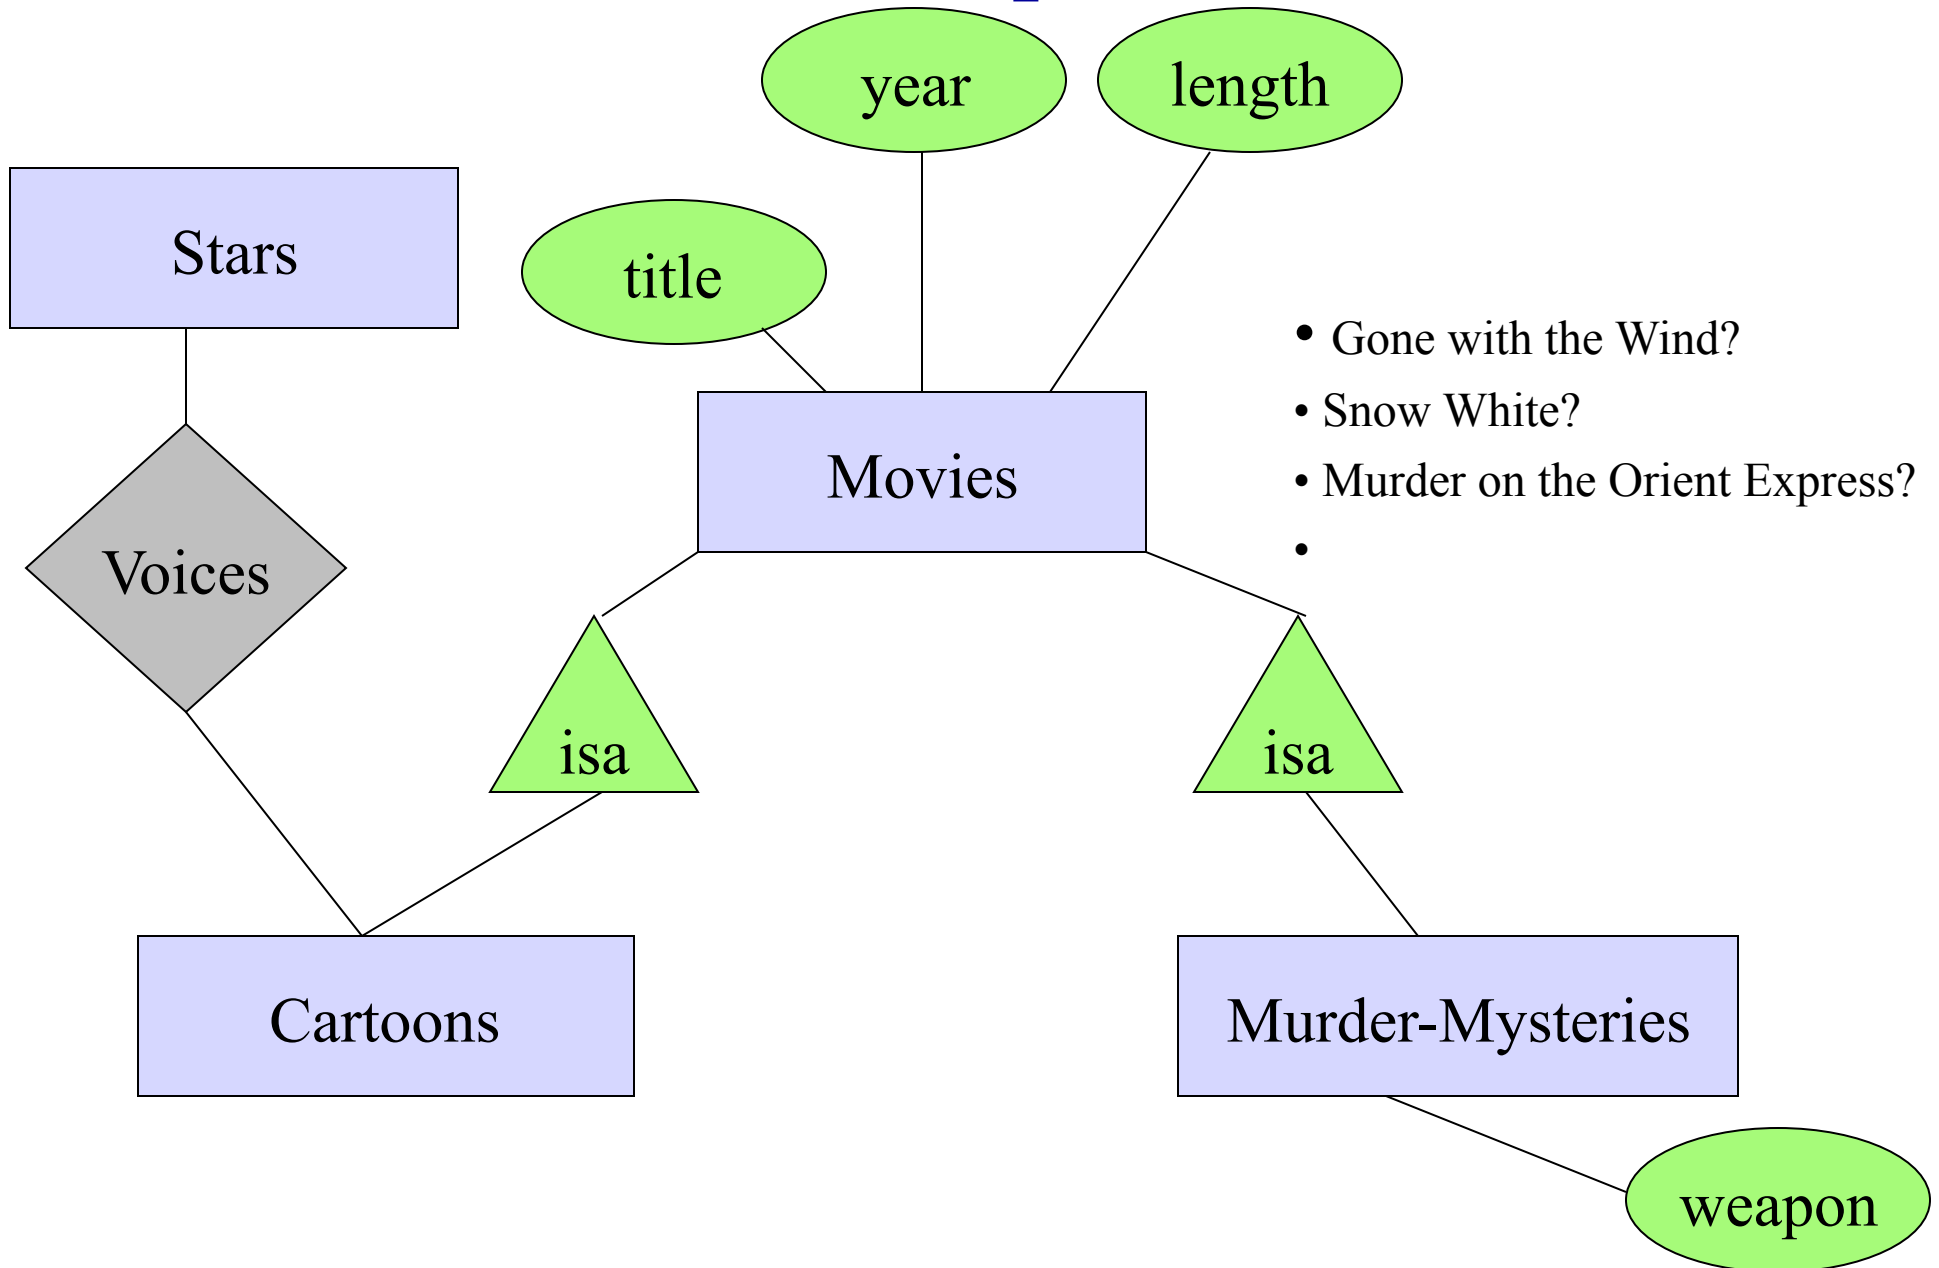 year
length
Stars
title
• Gone with the Wind?
• Snow White?
Movies
• Murder on the Orient Express?
•
Voices
isa
isa
Cartoons
Murder-Mysteries
weapon